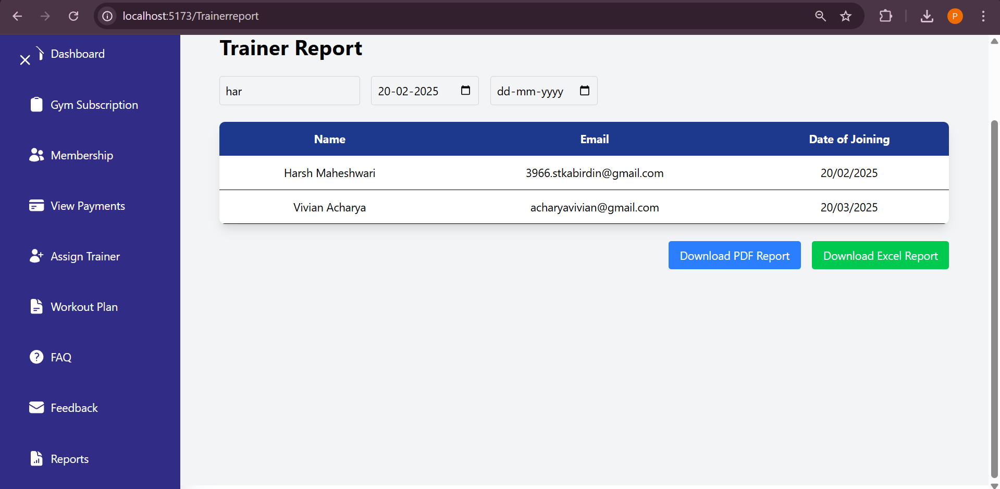 localhost:5173/Trainerreport
P
Dashboard
Gym Subscription
Membership
View Payments
Assign Trainer
Workout Plan
FAQ
Feedback
Reports
Trainer Report
har 20-02-2025 dd-mm-yyyy
Name Email Date of Joining
Harsh Maheshwari 3966.stkabirdin@gmail.com 20/02/2025
Vivian Acharya acharyavivian@gmail.com 20/03/2025
Download PDF Report Download Excel Report